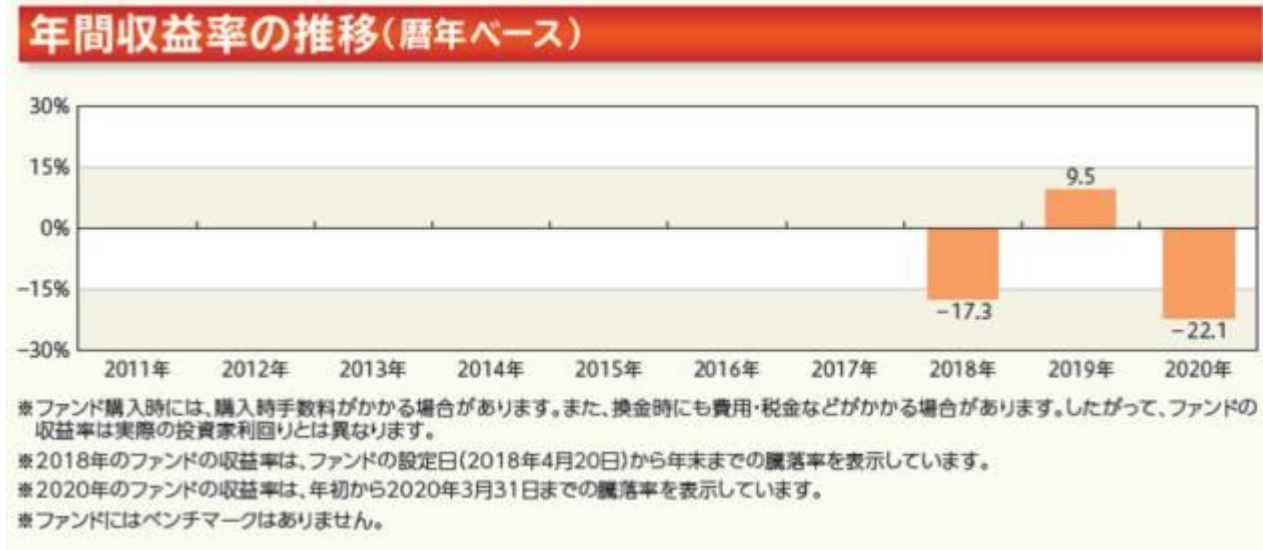 年間収益率の推移(暦年ベース)
30%
15%
0%
−15%
−30%
9.5
−17.3
−22.1
2011年 2012年 2013年 2014年 2015年 2016年 2017年 2018年 2019年 2020年
※ファンド購入時には、購入時手数料がかかる場合があります。また、換金時にも費用・税金などがかかる場合があります。したがって、ファンドの
収益率は実際の投資家利回りとは異なります。
※2018年のファンドの収益率は、ファンドの設定日(2018年4月20日)から年末までの騰落率を表示しています。
※2020年のファンドの収益率は、年初から2020年3月31日までの騰落率を表示しています。
※ファンドにはベンチマークはありません。